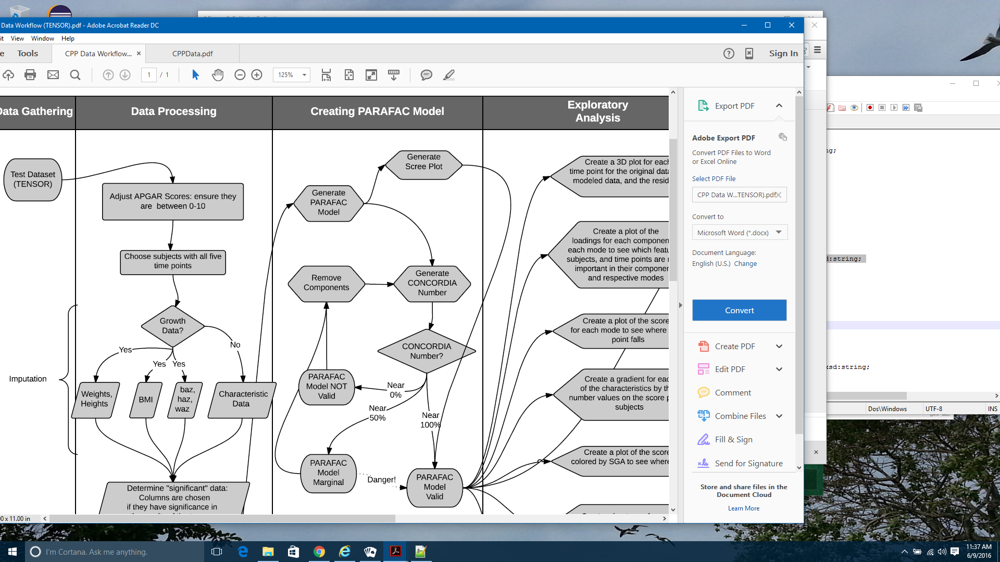 Data Workflow (TENSOR).pdf - Adobe Acrobat Reader DC
it View Window Help
e Tools CPP Data Workflow... × CPPData.pdf Sign In
1 / 1 125%
Data Gathering
Data Processing
Creating PARAFAC Model
Exploratory
Analysis
Test Dataset
(TENSOR)
Adjust APGAR Scores: ensure they
are between 0-10
Choose subjects with all five
time points
Growth
Data?
Yes
Yes
Yes
No
Imputation
Weights,
Heights
BMI
baz,
haz,
waz
Characteristic
Data
Determine "significant" data:
Columns are chosen
if they have significance in
Generate
Scree Plot
Generate
PARAFAC
Model
Remove
Components
Generate
CONCORDIA
Number
CONCORDIA
Number?
PARAFAC
Model NOT
Valid
Near
0%
Near
50%
Near
100%
PARAFAC
Model
Marginal
Danger!
PARAFAC
Model
Valid
Create a 3D plot for each
time point for the original data
modeled data, and the resid
Create a plot of the
loadings for each componen
each mode to see which featu
subjects, and time points are
important in their componen
and respective modes
Create a plot of the score
for each mode to see where
point falls
Create a gradient for eac
of the characteristics by th
number values on the score p
subjects
Create a plot of the score
colored by SGA to see where
00 x 11.00 in
Export PDF
Adobe Export PDF
Convert PDF Files to Word
or Excel Online
Select PDF File
CPP Data W...TENSOR).pdf
Convert to
Microsoft Word (*.docx)
Document Language:
English (U.S.) Change
Convert
Create PDF
Edit PDF
Comment
Combine Files
Fill & Sign
Send for Signature
Store and share files in the
Document Cloud
Learn More
ng;
d:string;
xsd:string;
Dos\Windows UTF-8 INS
I'm Cortana. Ask me anything.
11:37 AM
6/9/2016